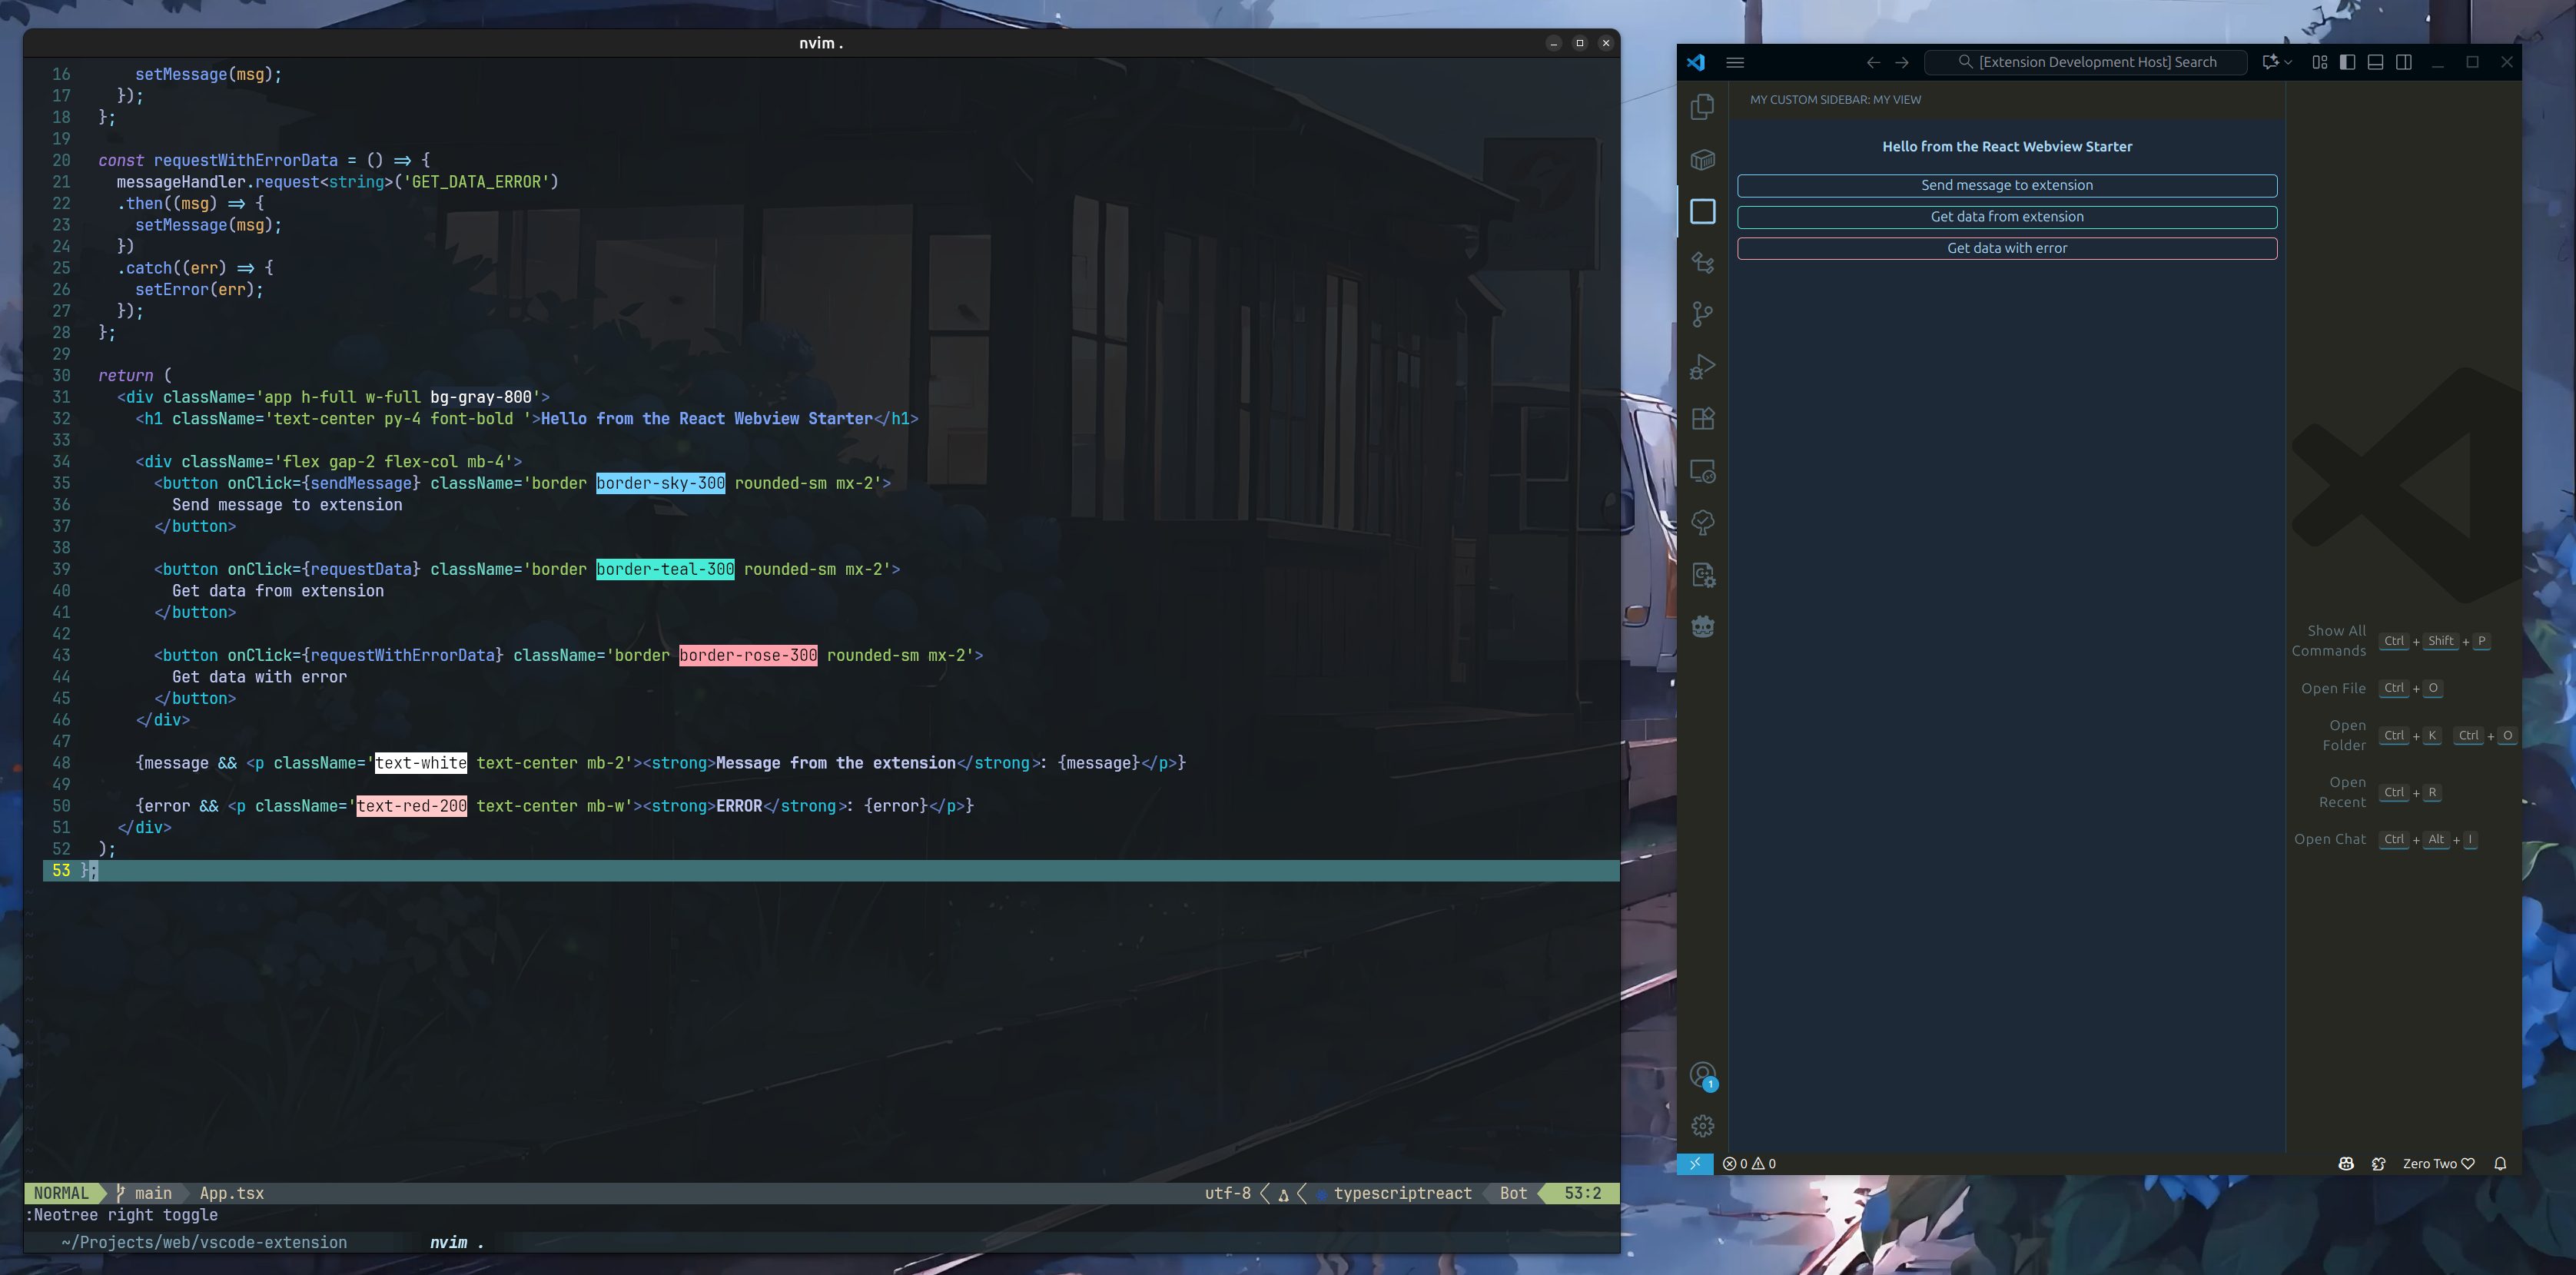 nvim .
16 setMessage(msg);
17 });
18 };
19
20 const requestWithErrorData = () => {
21 messageHandler.request<string>('GET_DATA_ERROR')
22 .then((msg) => {
23 setMessage(msg);
24 })
25 .catch((err) => {
26 setError(err);
27 });
28 };
29
30 return (
31 <div className='app h-full w-full bg-gray-800'>
32 <h1 className='text-center py-4 font-bold '>Hello from the React Webview Starter</h1>
33
34 <div className='flex gap-2 flex-col mb-4'>
35 <button onClick={sendMessage} className='border border-sky-300 rounded-sm mx-2'>
36 Send message to extension
37 </button>
38
39 <button onClick={requestData} className='border border-teal-300 rounded-sm mx-2'>
40 Get data from extension
41 </button>
42
43 <button onClick={requestWithErrorData} className='border border-rose-300 rounded-sm mx-2'>
44 Get data with error
45 </button>
46 </div>
47
48 {message && <p className='text-white text-center mb-2'><strong>Message from the extension</strong>: {message}</p>}
49
50 {error && <p className='text-red-200 text-center mb-w'><strong>ERROR</strong>: {error}</p>}
51 </div>
52 );
53 };
NORMAL main App.tsx utf-8 typescriptreact Bot 53:2
:Neotree right toggle
~/Projects/web/vscode-extension nvim .
[Extension Development Host] Search
MY CUSTOM SIDEBAR: MY VIEW
Hello from the React Webview Starter
Send message to extension
Get data from extension
Get data with error
Show All Commands Ctrl + Shift + P
Open File Ctrl + O
Open Folder Ctrl + K Ctrl + O
Open Recent Ctrl + R
Open Chat Ctrl + Alt + I
1
0 0 Zero Two